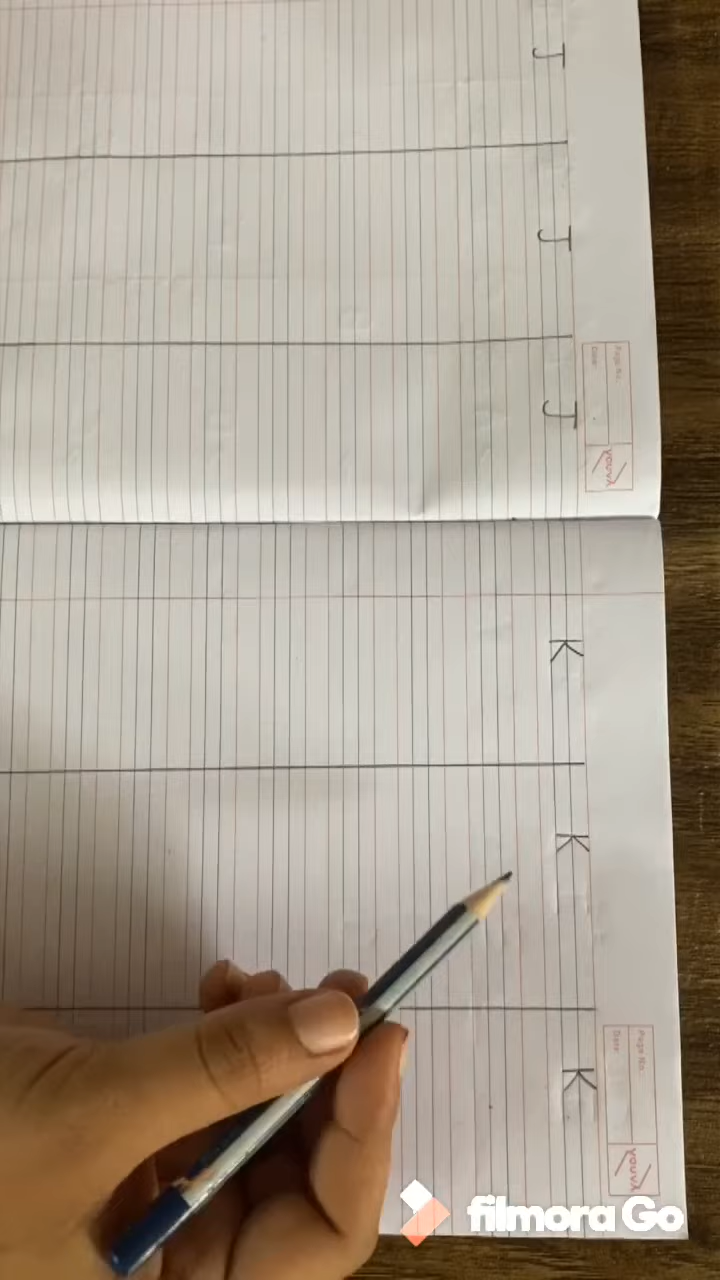 J J J
Page No.:
Date:
YOUVA
K K K
Page No.:
Date:
YOUVA
filmora Go